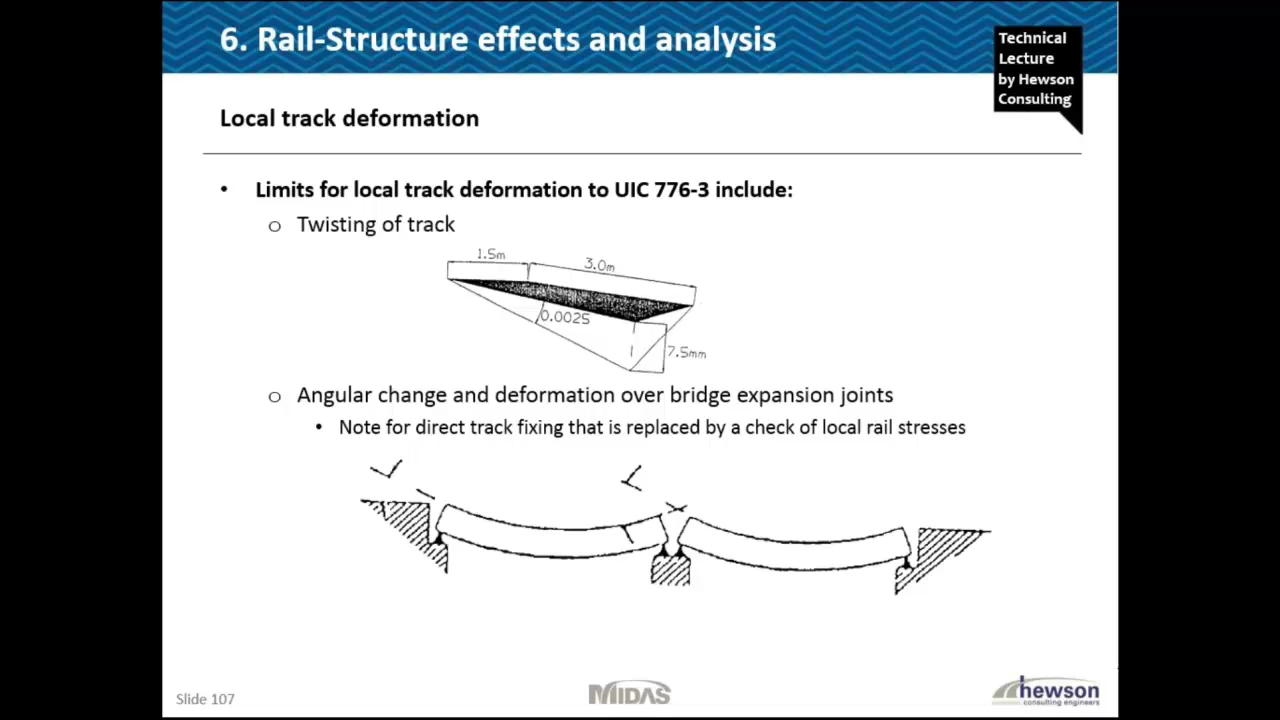 6. Rail-Structure effects and analysis
Technical
Lecture
by Hewson
Consulting
Local track deformation
• Limits for local track deformation to UIC 776-3 include:
o Twisting of track
1.5m
3.0m
0.0025
7.5mm
o Angular change and deformation over bridge expansion joints
• Note for direct track fixing that is replaced by a check of local rail stresses
Slide 107
MIDAS
hewson
consulting engineers